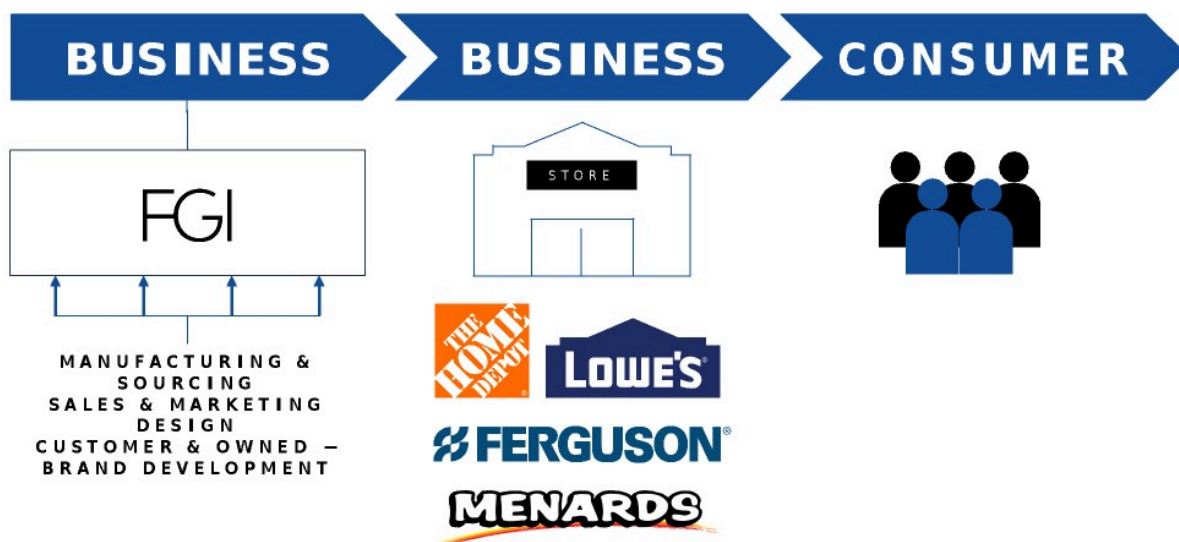 BUSINESS
BUSINESS
CONSUMER
FGI
STORE
MANUFACTURING &
SOURCING
SALES & MARKETING
DESIGN
CUSTOMER & OWNED –
BRAND DEVELOPMENT
THE
HOME
DEPOT
®
LOWE'S®
FERGUSON®
MENARDS